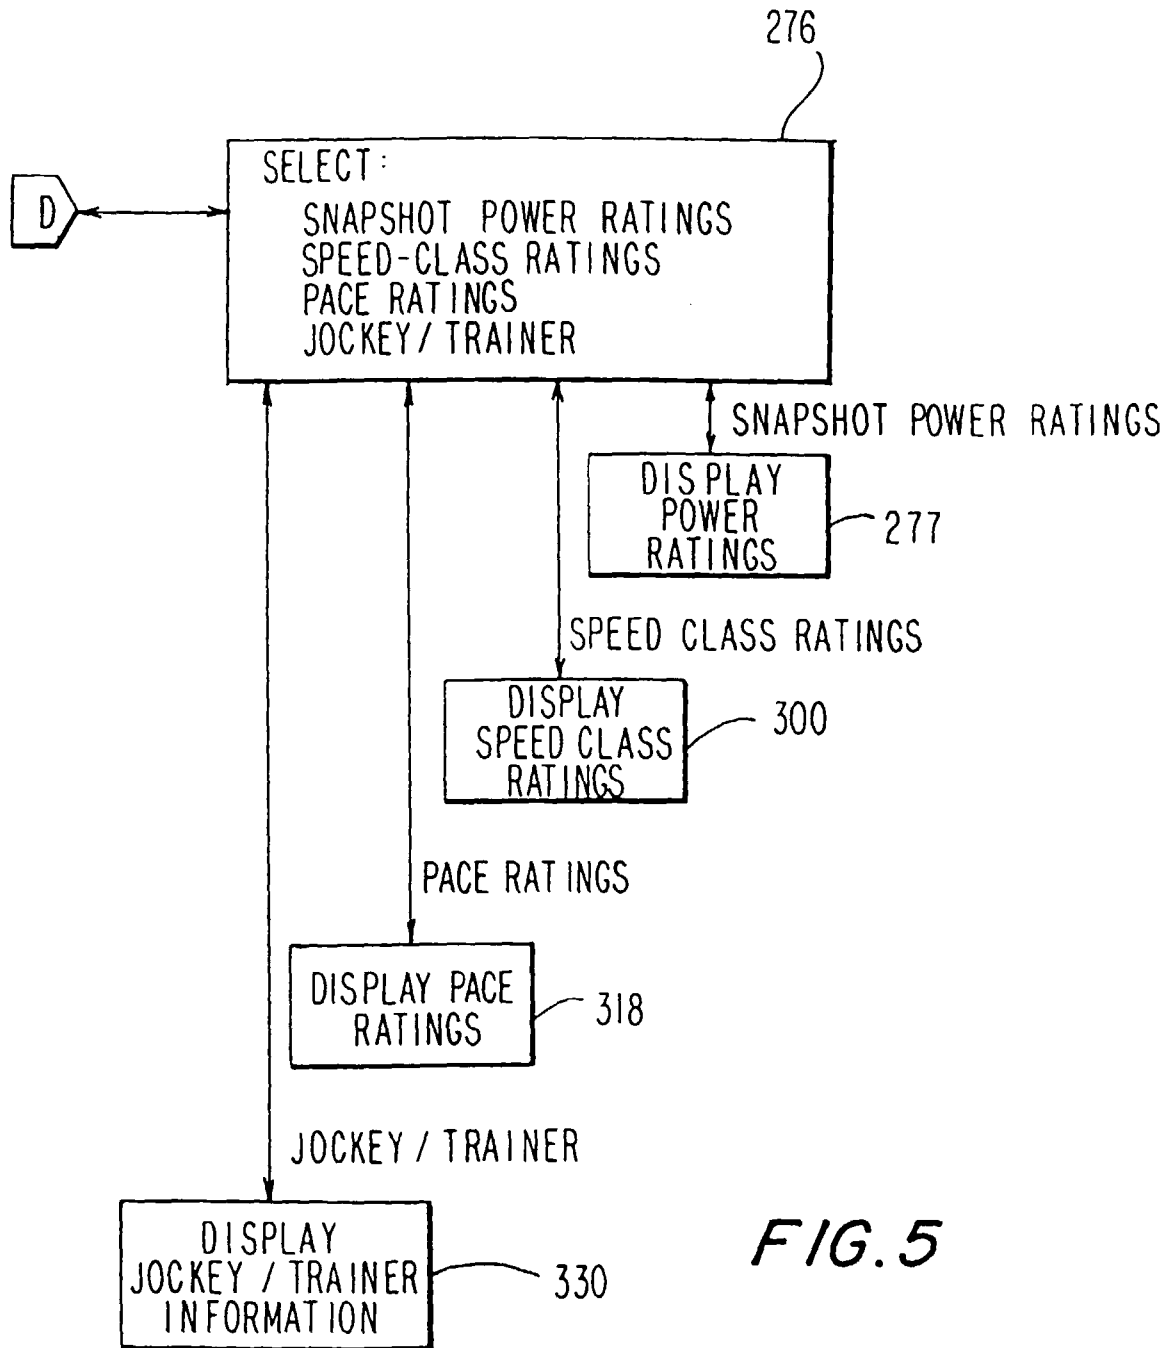 276
SELECT:
D
SNAPSHOT POWER RATINGS
SPEED-CLASS RATINGS
PACE RATINGS
JOCKEY/ TRAINER
SNAPSHOT POWER RATINGS
DISPLAY
POWER
RATINGS
277
SPEED CLASS RATINGS
DISPLAY
SPEED CLASS
RATINGS
300
PACE RATINGS
DISPLAY PACE
RATINGS
318
JOCKEY / TRAINER
DISPLAY
JOCKEY / TRAINER
INFORMATION
330
FIG.5